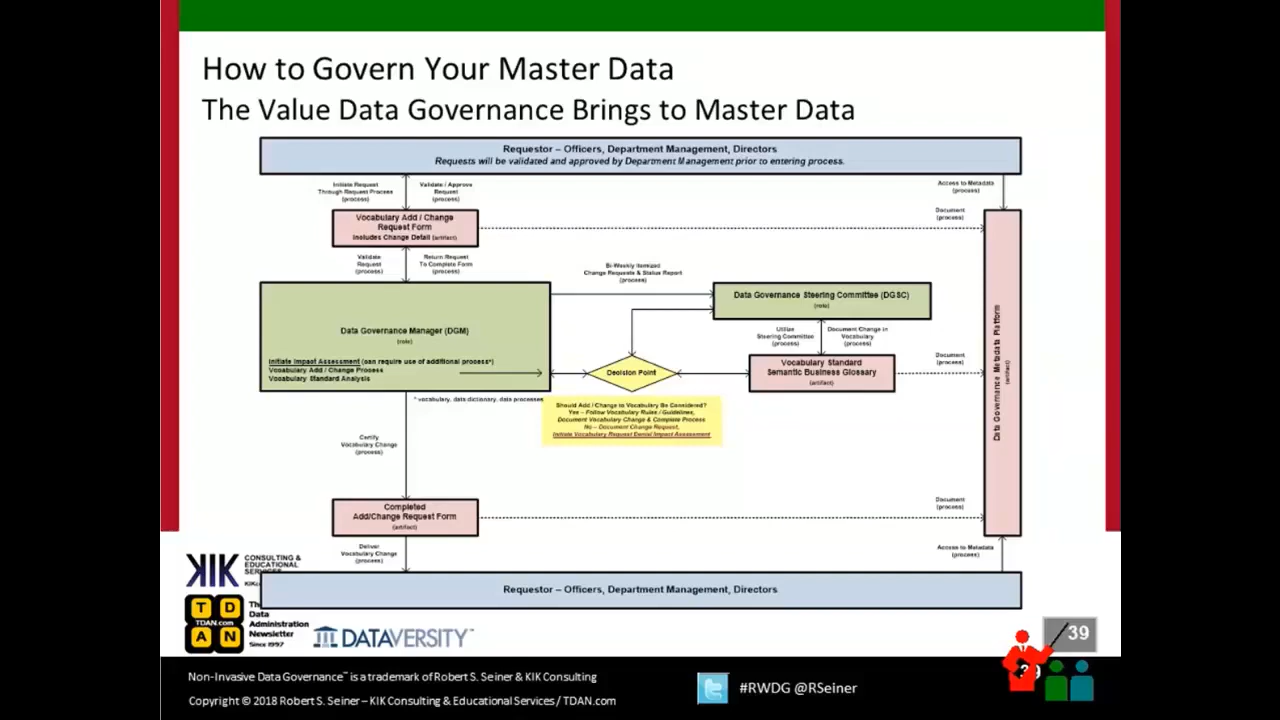 How to Govern Your Master Data
The Value Data Governance Brings to Master Data
Requestor – Officers, Department Management, Directors
Requests will be validated and approved by Department Management prior to entering process.
Initiate Request
Through Request Process
(process)
Validate / Approve
Request
(process)
Access to Metadata
(process)
Vocabulary Add / Change
Request Form
Includes Change Detail (artifact)
Document
(process)
Validate
Request
(process)
Return Request
To Complete Form
(process)
Bi-Weekly Itemized
Change Requests & Status Report
(process)
Data Governance Manager (DGM)
(role)
Initiate Impact Assessment (can require use of additional process*)
Vocabulary Add / Change Process
Vocabulary Standard Analysis
Data Governance Steering Committee (DGSC)
(role)
Utilize
Steering Committee
(process)
Document Change in
Vocabulary
(process)
Decision Point
Vocabulary Standard
Semantic Business Glossary
(artifact)
Document
(process)
Data Governance Metadata Platform
(artifact)
* vocabulary, data dictionary, data processes
Should Add / Change to Vocabulary Be Considered?
Yes – Follow Vocabulary Rules / Guidelines,
Document Vocabulary Change & Complete Process
No – Document Change Request,
Initiate Vocabulary Request Denial Impact Assessment
Certify
Vocabulary Change
(process)
Completed
Add/Change Request Form
(artifact)
Document
(process)
Deliver
Vocabulary Change
(process)
Access to Metadata
(process)
Requestor – Officers, Department Management, Directors
KIK CONSULTING &
EDUCATIONAL
TDAN.com
Data
Administration
Newsletter
Since 1997
DATAVERSITY™
39
Non-Invasive Data Governance™ is a trademark of Robert S. Seiner & KIK Consulting
#RWDG @RSeiner
Copyright © 2018 Robert S. Seiner – KIK Consulting & Educational Services / TDAN.com